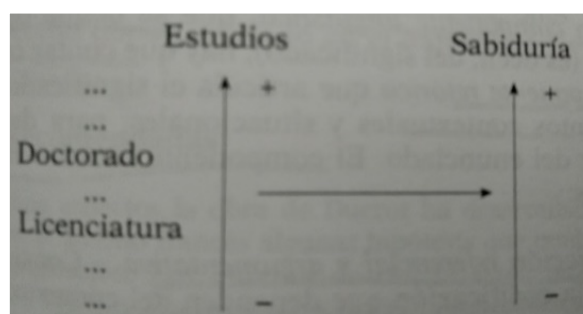 Estudios Sabiduría
... + +
...
Doctorado
...
Licenciatura
...
... − −